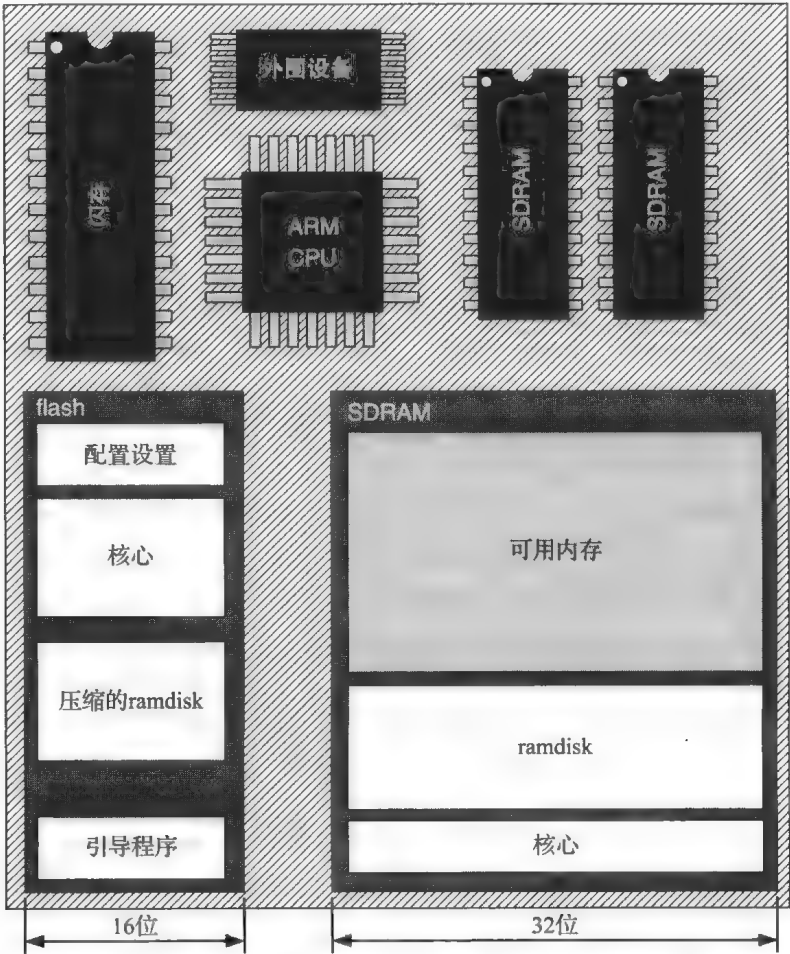 外围设备
闪存
ARM
CPU
SDRAM
SDRAM
flash
配置设置
核心
压缩的ramdisk
引导程序
SDRAM
可用内存
ramdisk
核心
16位
32位